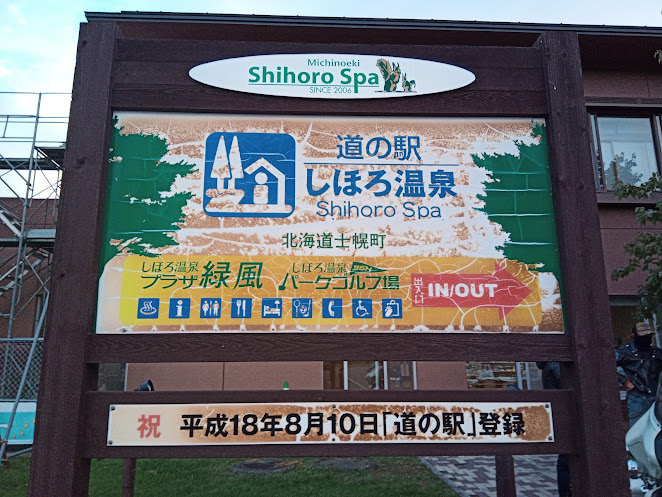 Michinoeki
Shihoro Spa
SINCE 2006
道の駅
しほろ温泉
Shihoro Spa
北海道士幌町
しほろ温泉
プラザ緑風
しほろ温泉
パークゴルフ場
出入口
IN/OUT
祝 平成18年8月10日「道の駅」登録